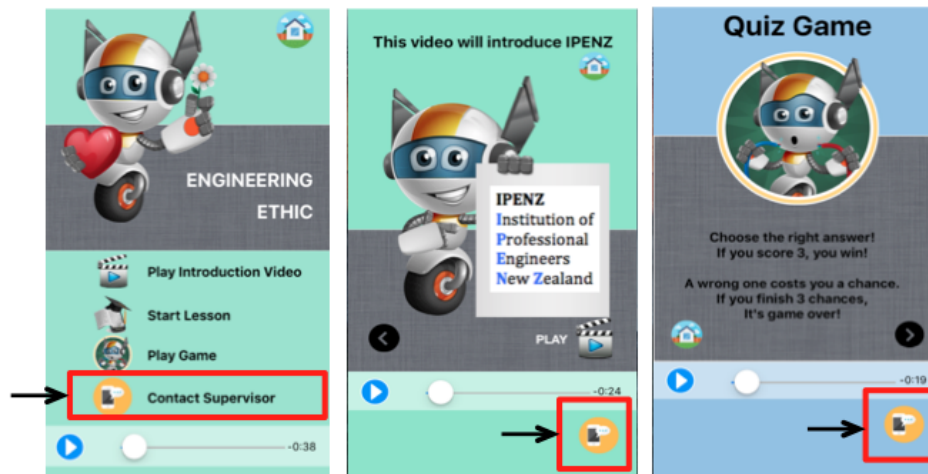 ENGINEERING
ETHIC
Play Introduction Video
Start Lesson
Play Game
Contact Supervisor
-0:38
This video will introduce IPENZ
IPENZ
Institution of
Professional
Engineers
New Zealand
PLAY
-0:24
Quiz Game
Choose the right answer!
If you score 3, you win!
A wrong one costs you a chance.
If you finish 3 chances,
It's game over!
-0:19